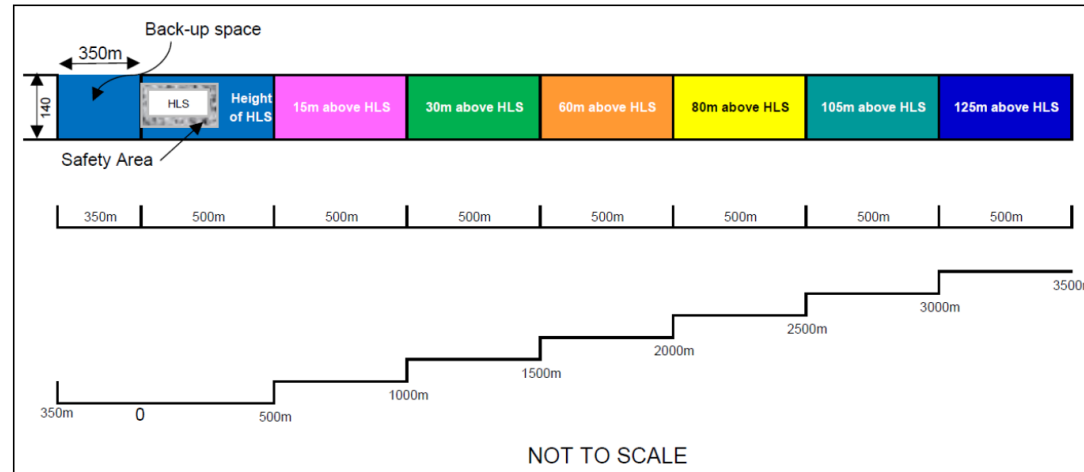 Back-up space
350m
140
HLS
Height
of HLS
15m above HLS
30m above HLS
60m above HLS
80m above HLS
105m above HLS
125m above HLS
Safety Area
350m
500m
500m
500m
500m
500m
500m
500m
3500m
3000m
2500m
2000m
1500m
1000m
350m
0
500m
NOT TO SCALE